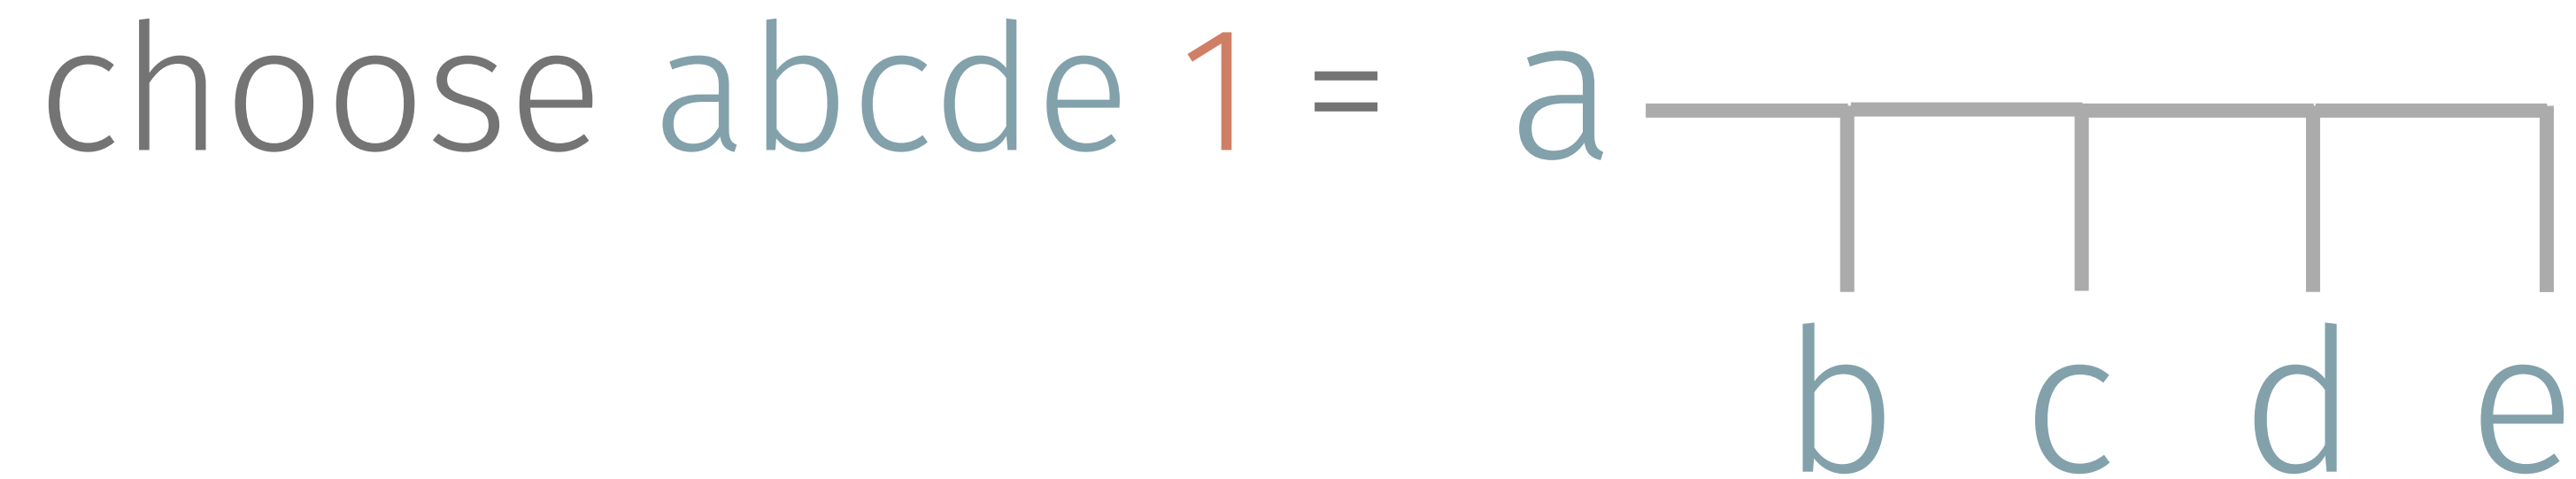 choose abcde 1 = a
b c d e